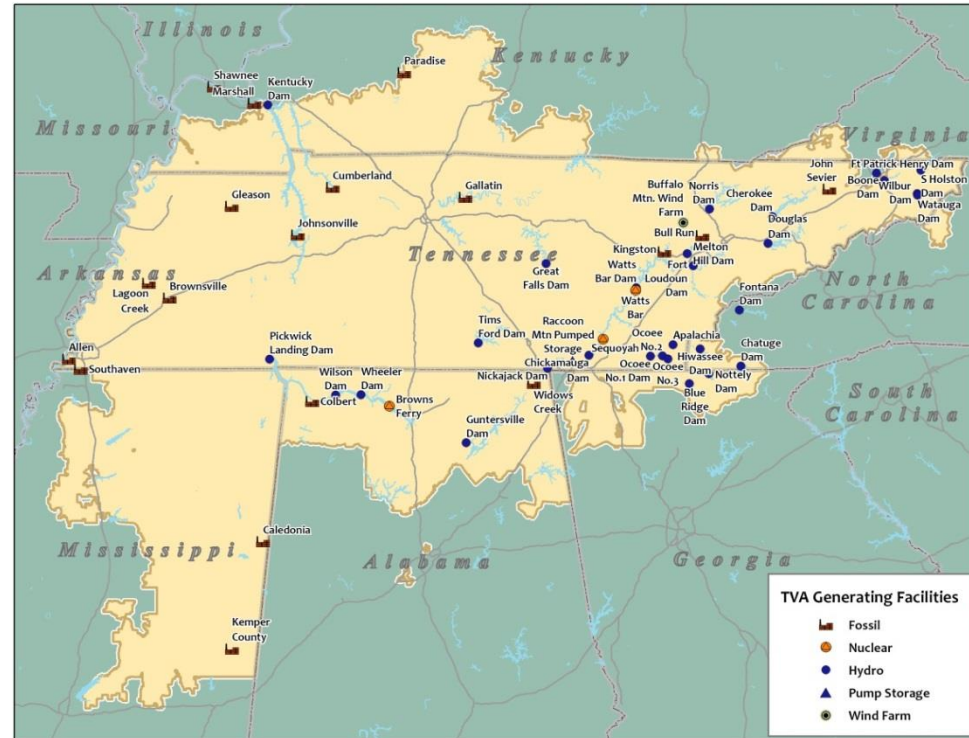 Illinois
Kentucky
Paradise
Shawnee
Marshall
Kentucky
Dam
Missouri
Virginia
Cumberland
Gallatin
Gleason
Johnsonville
Buffalo
Mtn. Wind
Farm
Norris
Dam
Cherokee
Dam
John
Sevier
Ft Patrick Henry Dam
Boone
Dam
Wilbur
Dam
S Holston
Dam
Watauga
Dam
Douglas
Dam
Bull Run
Tennessee
Kingston
Melton
Hill Dam
Fort
Loudoun
Dam
Watts
Bar Dam
Watts
Bar
Great
Falls Dam
North
Carolina
Fontana
Dam
Arkansas
Lagoon
Creek
Brownsville
Allen
Southaven
Pickwick
Landing Dam
Tims
Ford Dam
Raccoon
Mtn Pumped
Storage
Sequoyah
Chickamauga
Dam
Nickajack Dam
Ocoee
No.2
Ocoee
No.1 Dam
Ocoee
No.3
Apalachia
Hiwassee
Dam
Chatuge
Dam
Nottely
Dam
Blue
Ridge
Dam
Widows
Creek
Wilson
Dam
Wheeler
Dam
Colbert
Browns
Ferry
Guntersville
Dam
South
Carolina
Caledonia
Mississippi
Alabama
Georgia
Kemper
County
TVA Generating Facilities
Fossil
Nuclear
Hydro
Pump Storage
Wind Farm